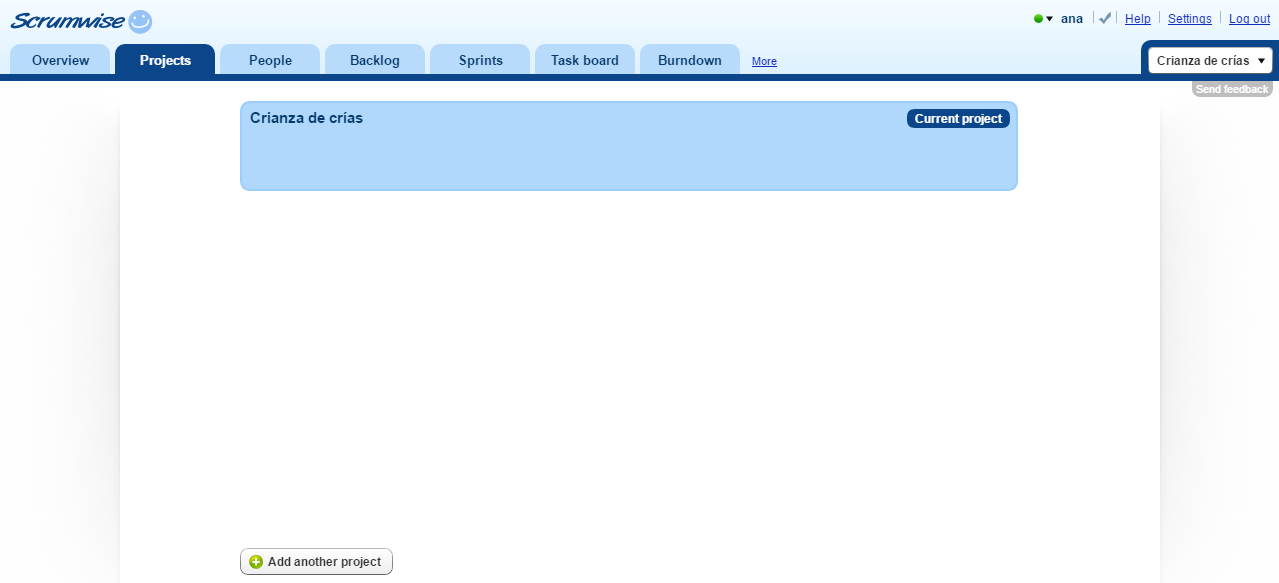 Scrumwise
ana Help Settings Log out
Overview Projects People Backlog Sprints Task board Burndown More Crianza de crías
Send feedback
Crianza de crías Current project
Add another project